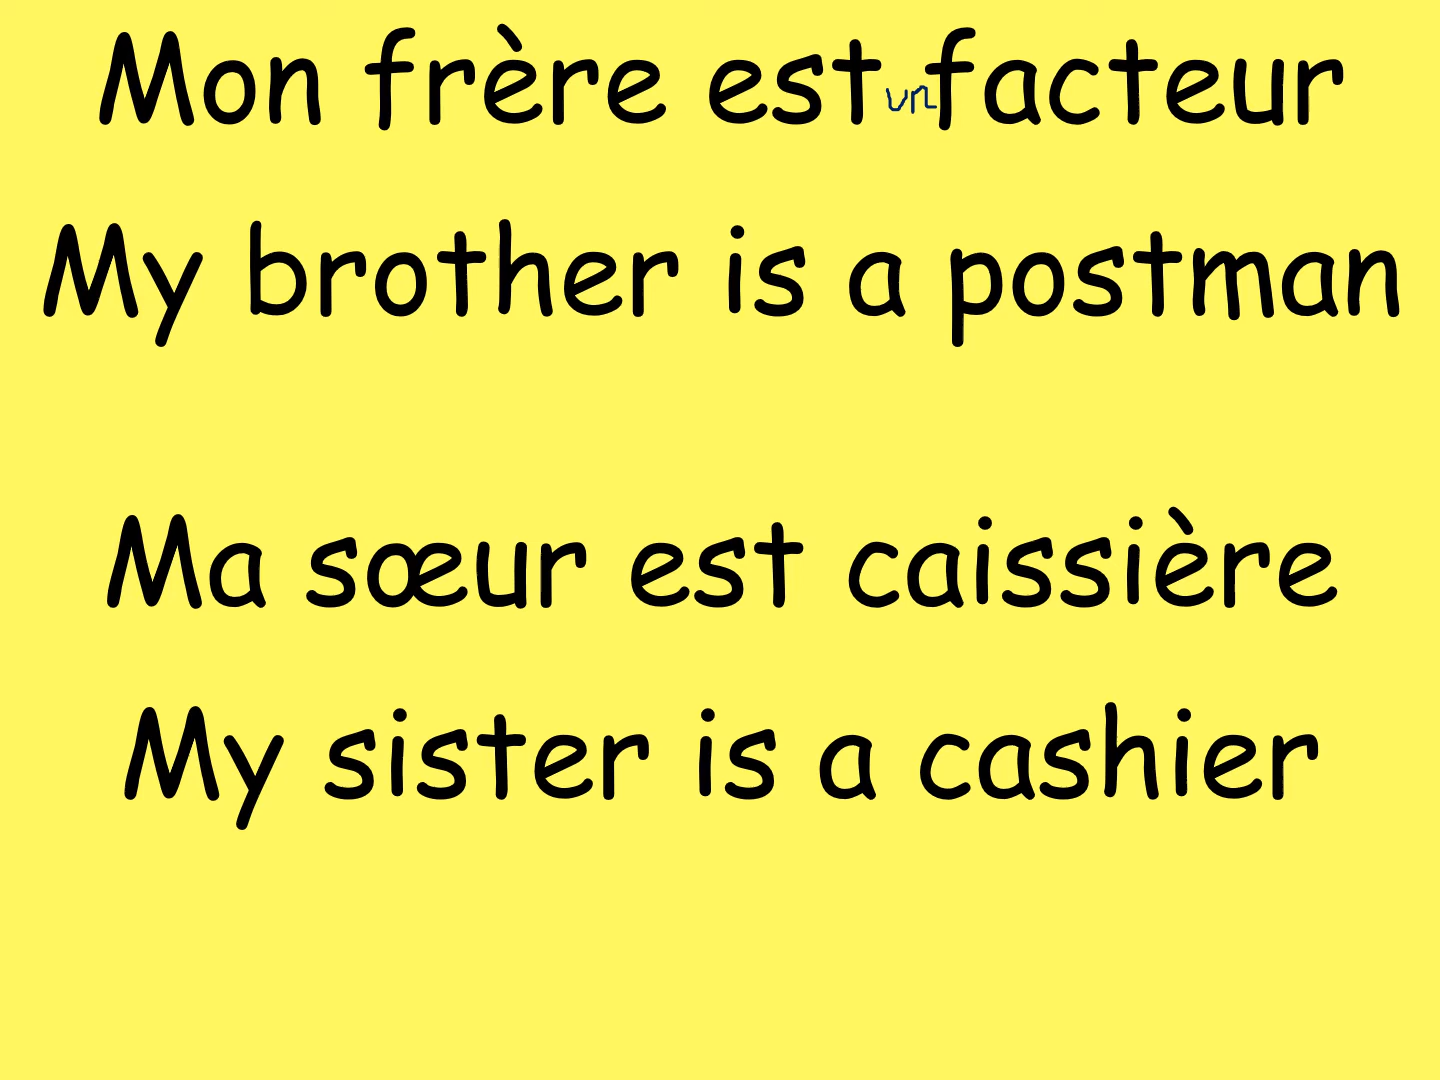 Mon frère est un facteur
My brother is a postman
Ma sœur est caissière
My sister is a cashier